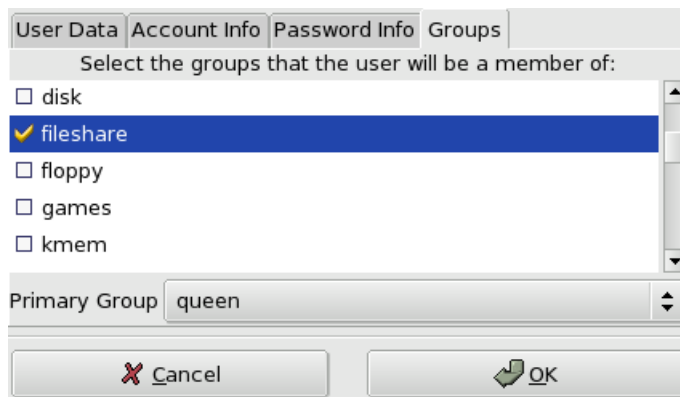 User Data Account Info Password Info Groups
Select the groups that the user will be a member of:
disk
fileshare
floppy
games
kmem
Primary Group queen
Cancel OK